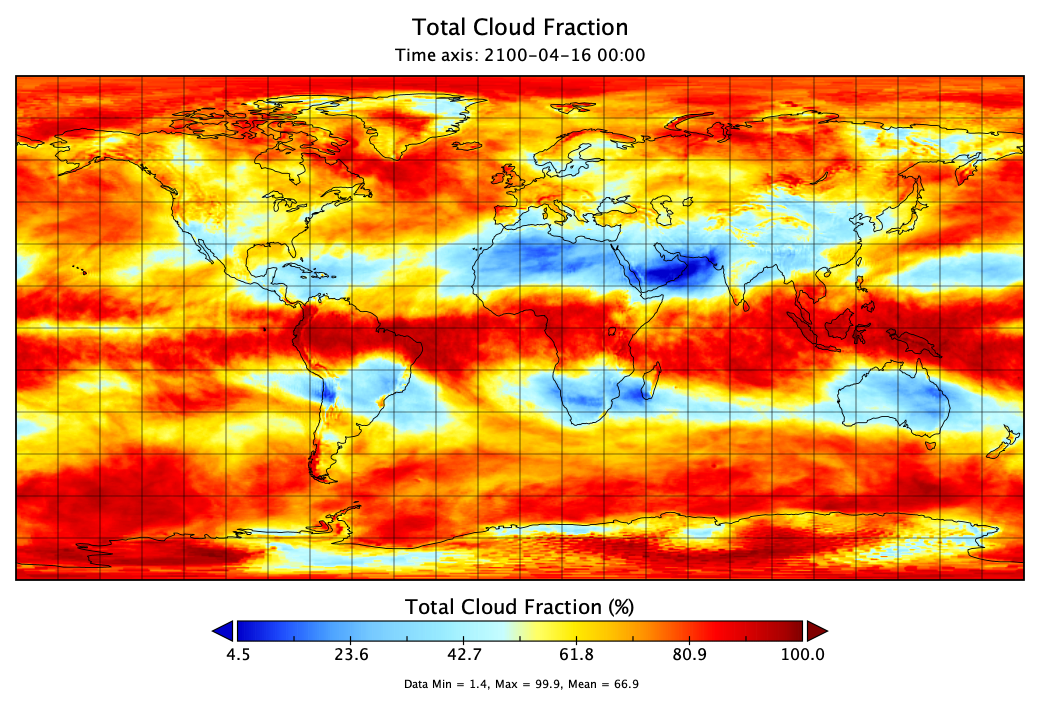 Total Cloud Fraction
Time axis: 2100-04-16 00:00
Total Cloud Fraction (%)
4.5 23.6 42.7 61.8 80.9 100.0
Data Min = 1.4, Max = 99.9, Mean = 66.9